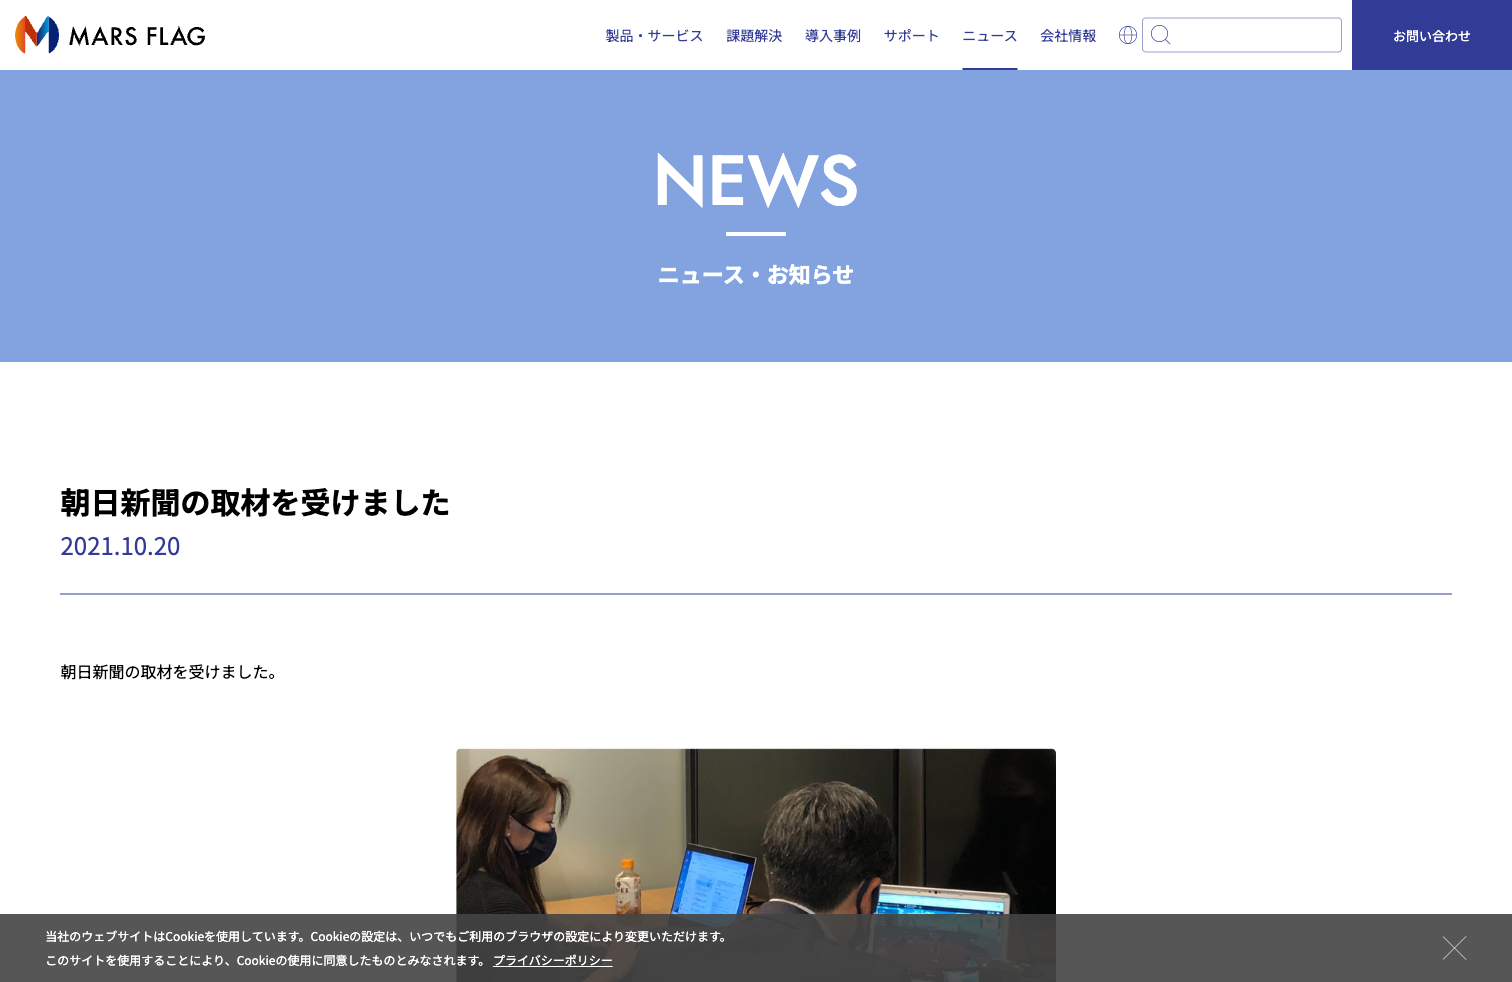 MARS FLAG
製品・サービス 課題解決 導入事例 サポート ニュース 会社情報 お問い合わせ
NEWS
ニュース・お知らせ
朝日新聞の取材を受けました
2021.10.20
朝日新聞の取材を受けました。
当社のウェブサイトはCookieを使用しています。Cookieの設定は、いつでもご利用のブラウザの設定により変更いただけます。
このサイトを使用することにより、Cookieの使用に同意したものとみなされます。 プライバシーポリシー